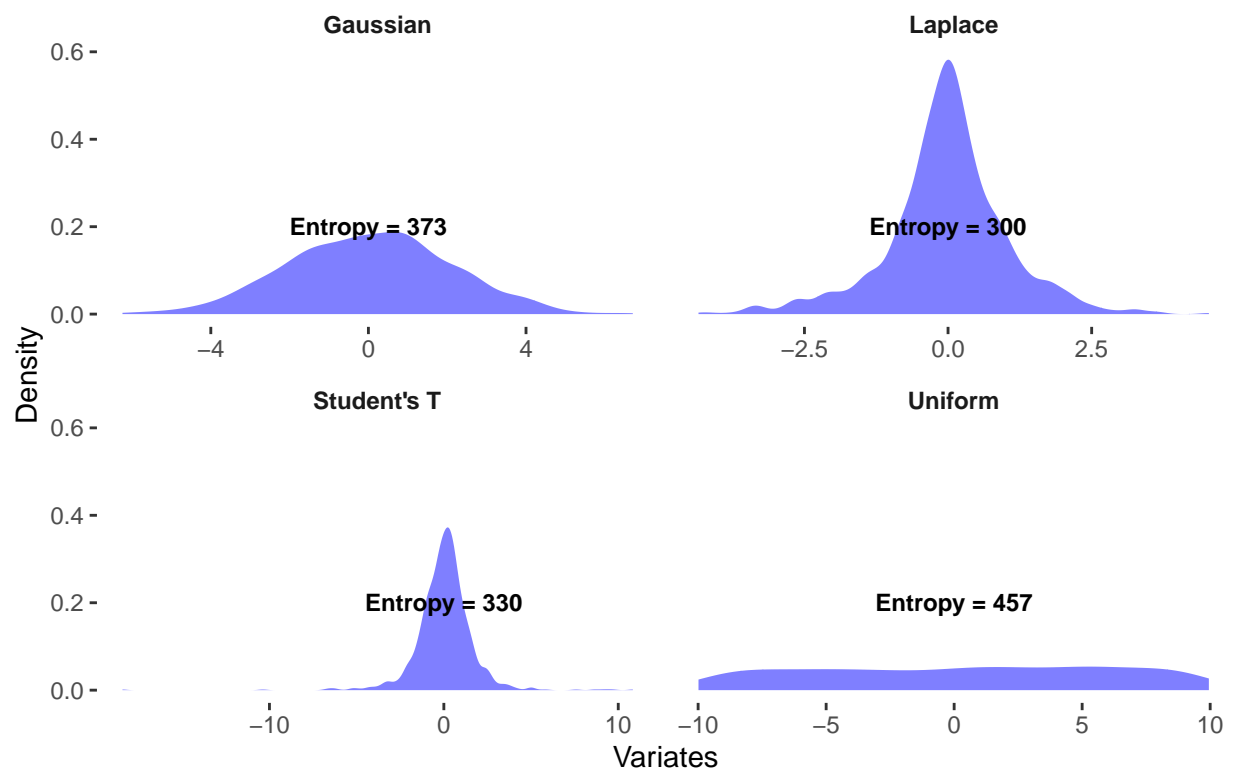 Gaussian
Laplace
0.6
0.4
0.2
0.0
Entropy = 373
Entropy = 300
−4 0 4
−2.5 0.0 2.5
Density
Student's T
Uniform
0.6
0.4
0.2
0.0
Entropy = 330
Entropy = 457
−10 0 10
−10 −5 0 5 10
Variates